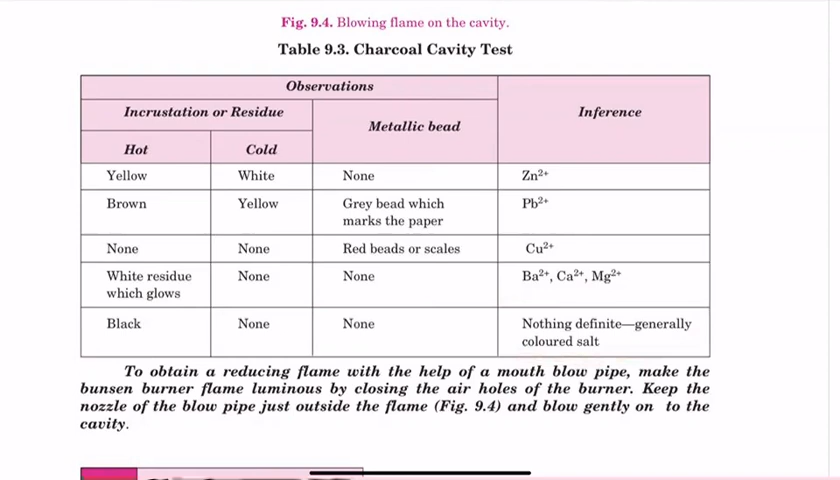 Fig. 9.4. Blowing flame on the cavity.
Table 9.3. Charcoal Cavity Test
Observations
Inference
Incrustation or Residue
Metallic bead
Hot
Cold
Yellow White None Zn²⁺
Brown Yellow Grey bead which Pb²⁺
marks the paper
None None Red beads or scales Cu²⁺
White residue None None Ba²⁺, Ca²⁺, Mg²⁺
which glows
Black None None Nothing definite—generally
coloured salt
To obtain a reducing flame with the help of a mouth blow pipe, make the
bunsen burner flame luminous by closing the air holes of the burner. Keep the
nozzle of the blow pipe just outside the flame (Fig. 9.4) and blow gently on to the
cavity.